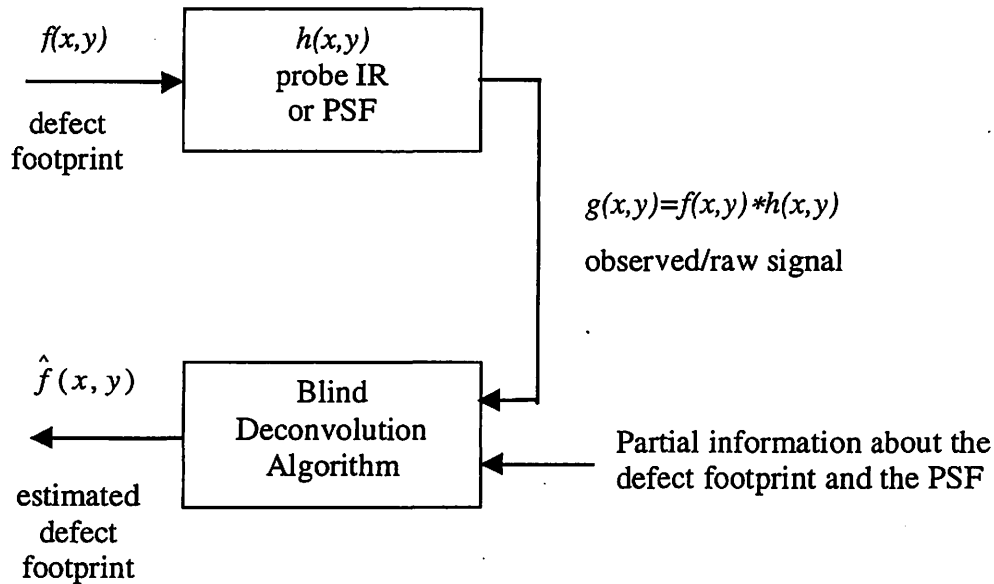 f(x,y)
defect
footprint
h(x,y)
probe IR
or PSF
g(x,y)=f(x,y)*h(x,y)
observed/raw signal
f̂(x, y)
estimated
defect
footprint
Blind
Deconvolution
Algorithm
Partial information about the
defect footprint and the PSF